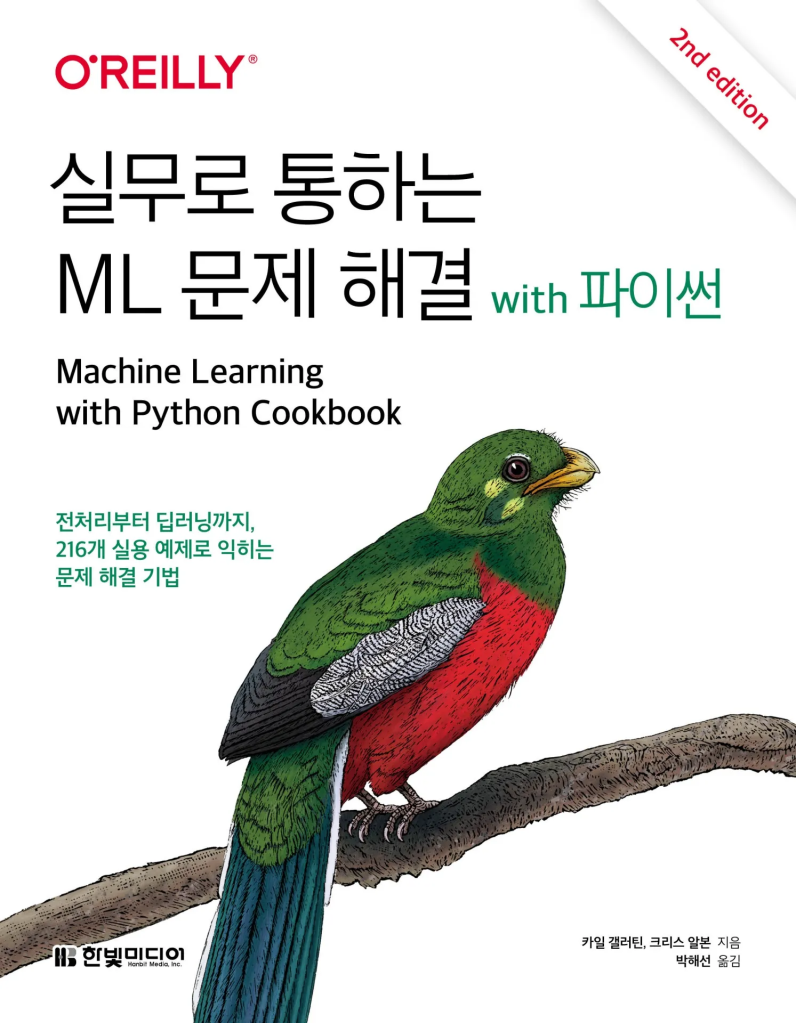 O'REILLY®
2nd edition
실무로 통하는
ML 문제 해결 with 파이썬
Machine Learning
with Python Cookbook
전처리부터 딥러닝까지,
216개 실용 예제로 익히는
문제 해결 기법
카일 갤러틴, 크리스 알본 지음
박해선 옮김
한빛미디어
Hanbit Media, Inc.